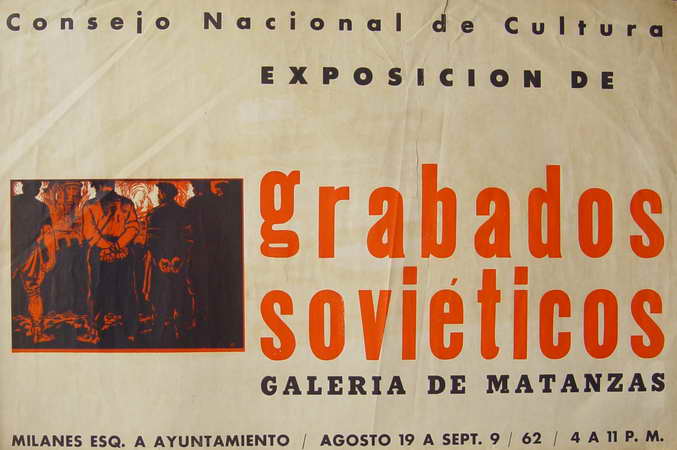 Consejo Nacional de Cultura
EXPOSICION DE
grabados
soviéticos
GALERIA DE MATANZAS
MILANES ESQ. A AYUNTAMIENTO / AGOSTO 19 A SEPT. 9 / 62 / 4 A 11 P. M.